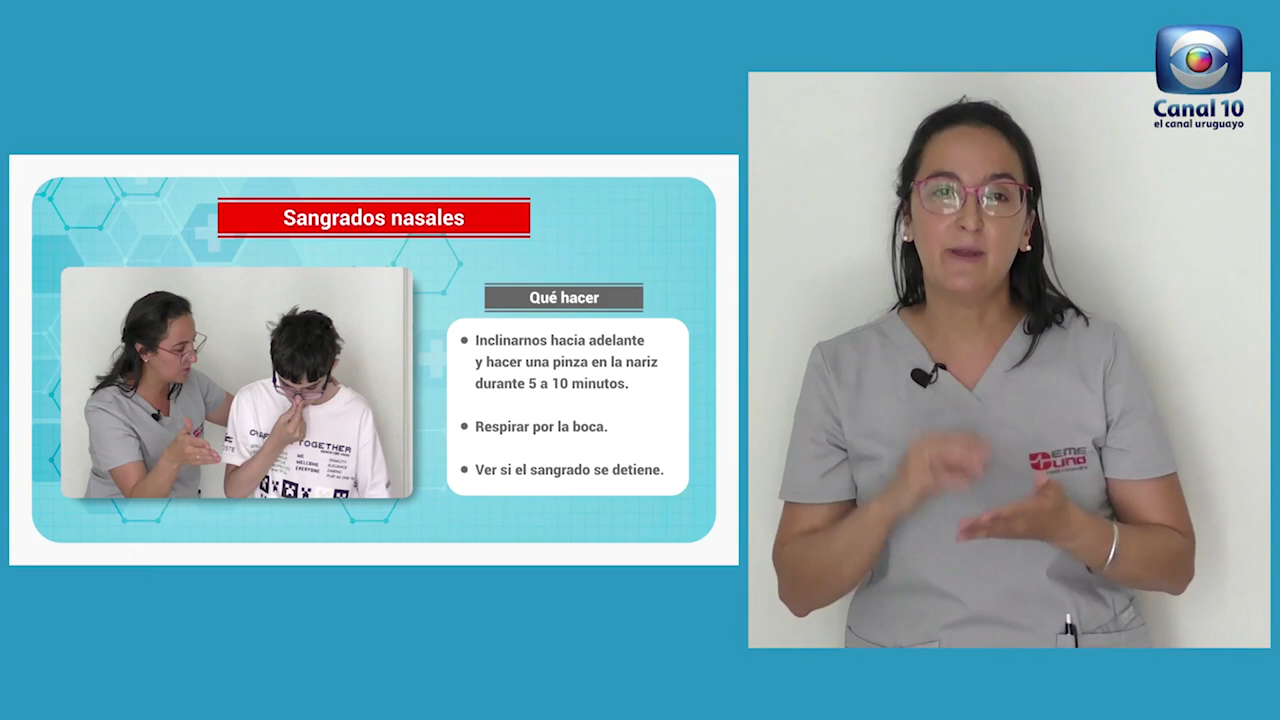 Canal 10
el canal uruguayo
Sangrados nasales
Qué hacer
• Inclinarnos hacia adelante
y hacer una pinza en la nariz
durante 5 a 10 minutos.
• Respirar por la boca.
• Ver si el sangrado se detiene.
TOGETHER
WE
WELCOME
EVERYONE
EME
UNO